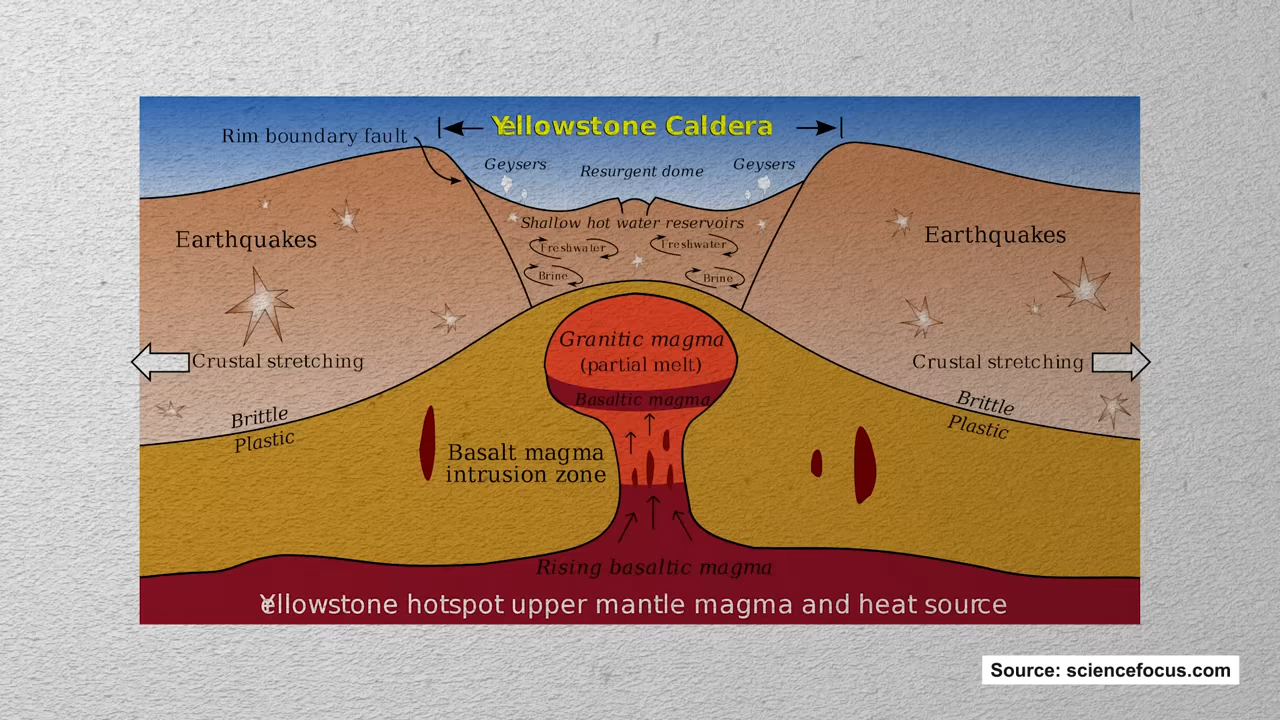 Yellowstone Caldera
Rim boundary fault
Geysers
Resurgent dome
Geysers
Shallow hot water reservoirs
Freshwater
Freshwater
Brine
Brine
Earthquakes
Earthquakes
Granitic magma
(partial melt)
Basaltic magma
Crustal stretching
Crustal stretching
Brittle
Plastic
Brittle
Plastic
Basalt magma
intrusion zone
Rising basaltic magma
Yellowstone hotspot upper mantle magma and heat source
Source: sciencefocus.com